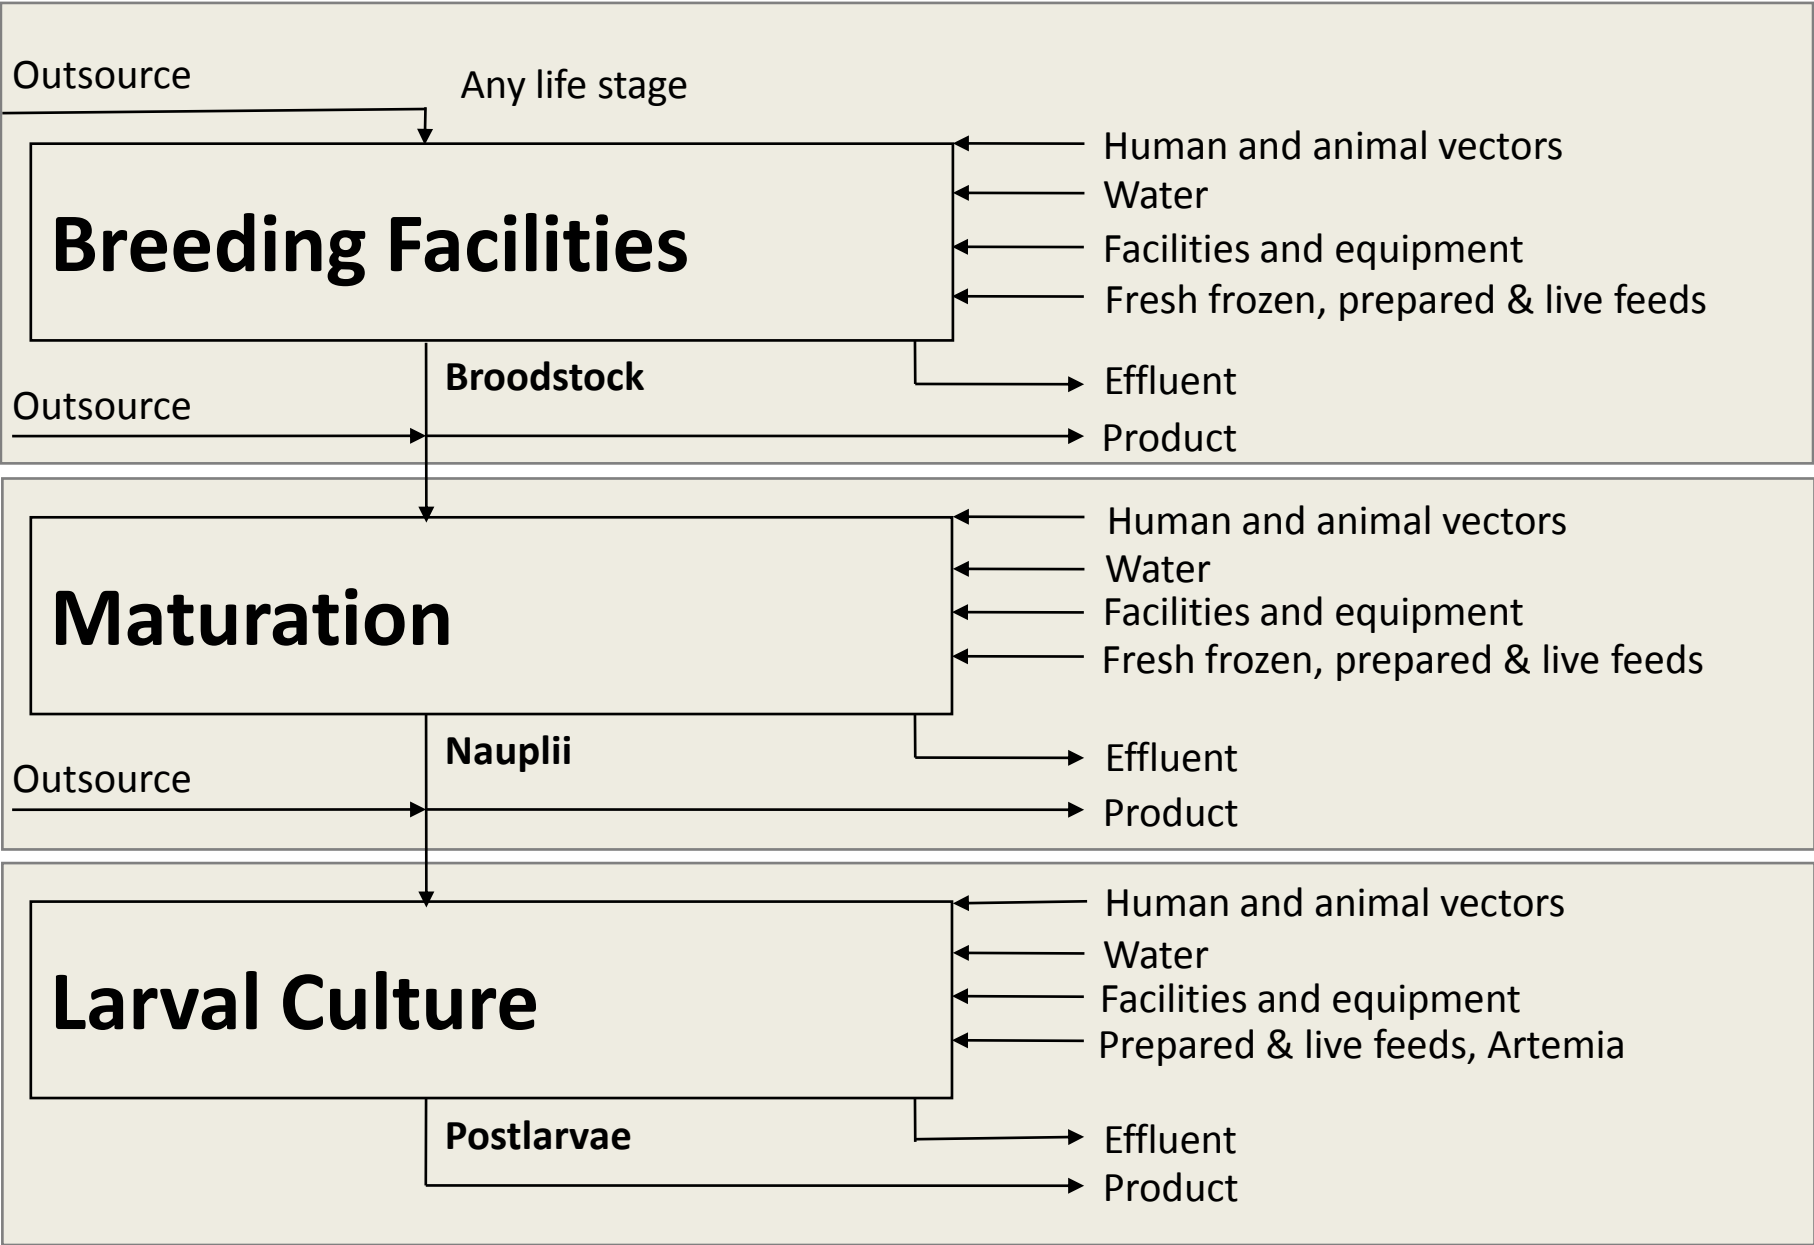 Outsource
Any life stage
Human and animal vectors
Water
Breeding Facilities
Facilities and equipment
Fresh frozen, prepared & live feeds
Broodstock
Effluent
Outsource
Product
Human and animal vectors
Water
Maturation
Facilities and equipment
Fresh frozen, prepared & live feeds
Nauplii
Effluent
Outsource
Product
Human and animal vectors
Water
Larval Culture
Facilities and equipment
Prepared & live feeds, Artemia
Postlarvae
Effluent
Product